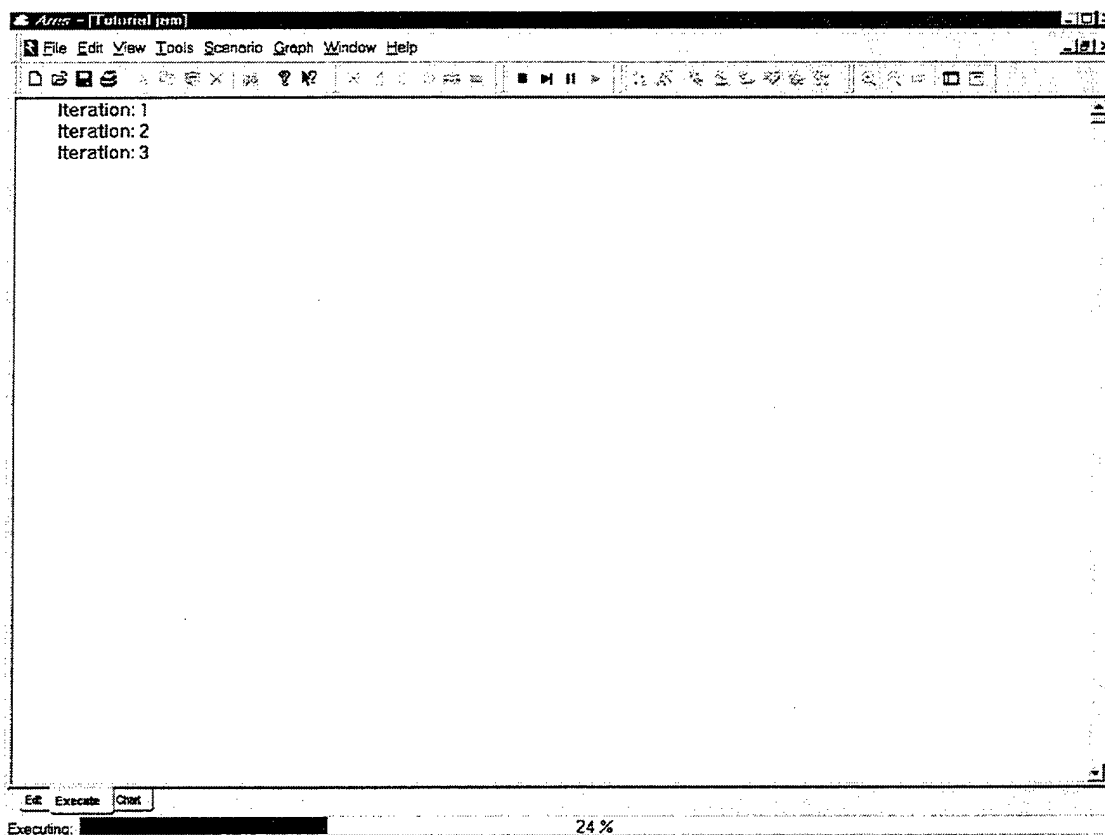 Ares - [Tutorial jam]
File Edit View Tools Scenario Graph Window Help
Iteration: 1
Iteration: 2
Iteration: 3
Edit Execute Chart
Executing: 24 %